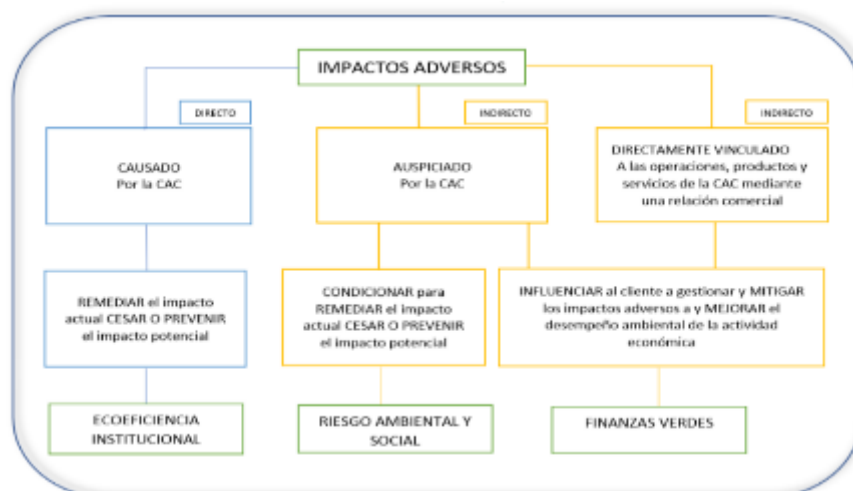 IMPACTOS ADVERSOS
DIRECTO
INDIRECTO
INDIRECTO
CAUSADO
Por la CAC
AUSPICIADO
Por la CAC
DIRECTAMENTE VINCULADO
A las operaciones, productos y
servicios de la CAC mediante
una relación comercial
REMEDIAR el impacto
actual CESAR O PREVENIR
el impacto potencial
CONDICIONAR para
REMEDIAR el impacto
actual CESAR O PREVENIR
el impacto potencial
INFLUENCIAR al cliente a gestionar y MITIGAR
los impactos adversos a y MEJORAR el
desempeño ambiental de la actividad
económica
ECOEFICIENCIA
INSTITUCIONAL
RIESGO AMBIENTAL Y
SOCIAL
FINANZAS VERDES